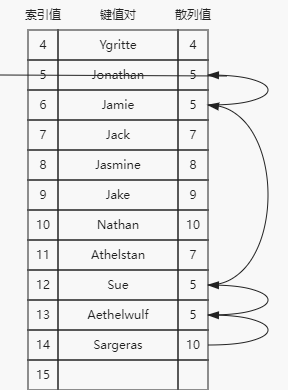 索引值 键值对 散列值
4 Ygritte 4
5 Jonathan 5
6 Jamie 5
7 Jack 7
8 Jasmine 8
9 Jake 9
10 Nathan 10
11 Athelstan 7
12 Sue 5
13 Aethelwulf 5
14 Sargeras 10
15